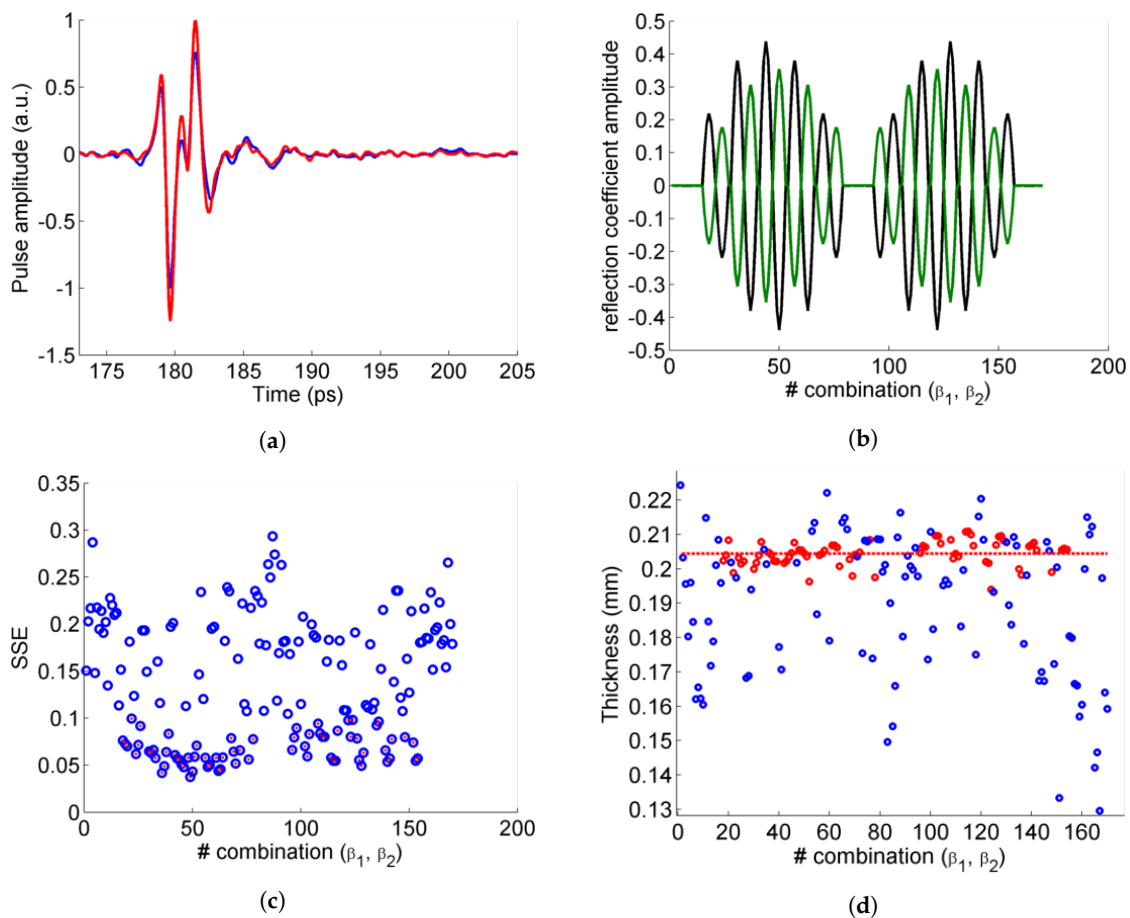 1
0.5
0
-0.5
-1
-1.5
175 180 185 190 195 200 205
Pulse amplitude (a.u.)
Time (ps)
(a)
0.5
0.4
0.3
0.2
0.1
0
-0.1
-0.2
-0.3
-0.4
-0.5
0 50 100 150 200
reflection coefficient amplitude
# combination (β1, β2)
(b)
0.35
0.3
0.25
0.2
0.15
0.1
0.05
0
0 50 100 150 200
SSE
# combination (β1, β2)
(c)
0.22
0.21
0.2
0.19
0.18
0.17
0.16
0.15
0.14
0.13
0 20 40 60 80 100 120 140 160
Thickness (mm)
# combination (β1, β2)
(d)